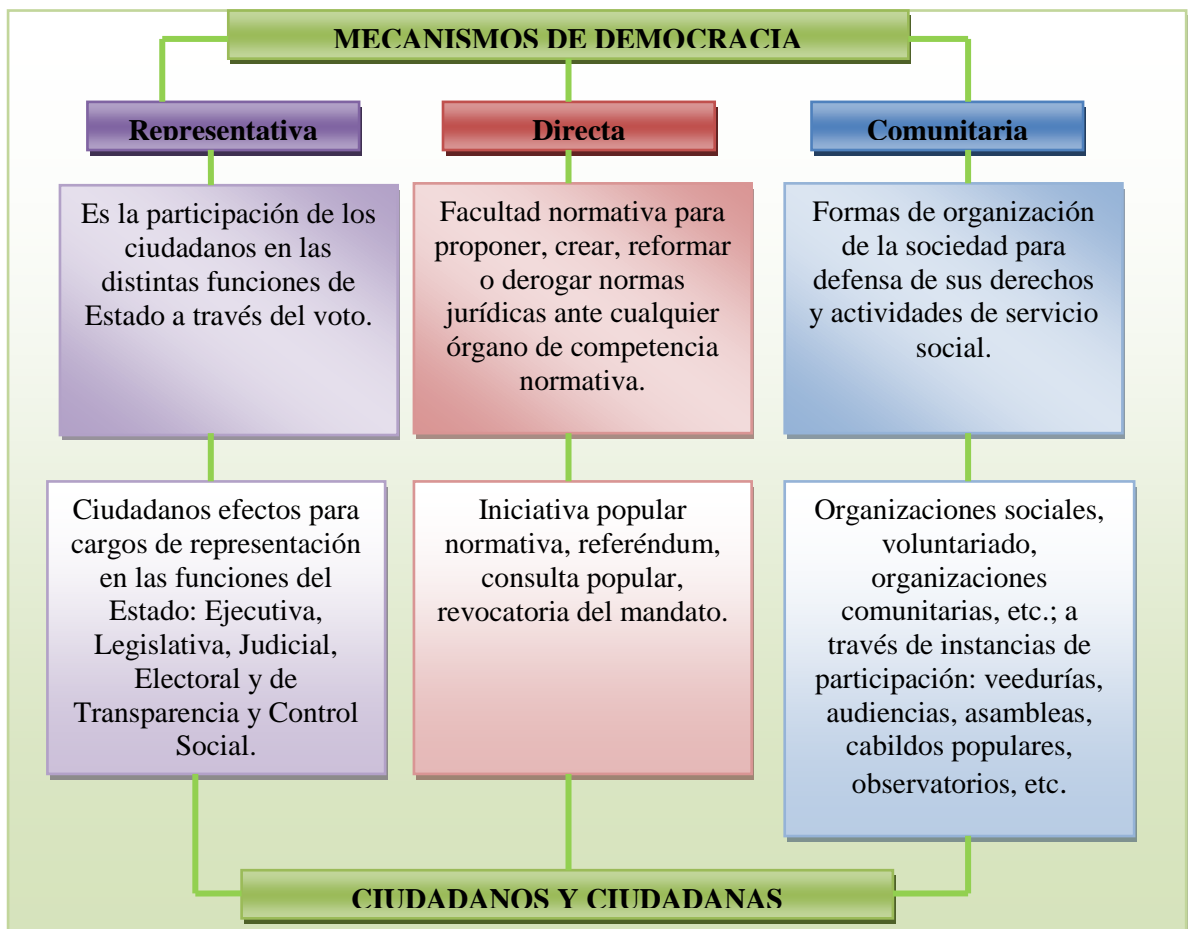 MECANISMOS DE DEMOCRACIA
Representativa
Es la participación de los
ciudadanos en las
distintas funciones de
Estado a través del voto.
Ciudadanos efectos para
cargos de representación
en las funciones del
Estado: Ejecutiva,
Legislativa, Judicial,
Electoral y de
Transparencia y Control
Social.
Directa
Facultad normativa para
proponer, crear, reformar
o derogar normas
jurídicas ante cualquier
órgano de competencia
normativa.
Iniciativa popular
normativa, referéndum,
consulta popular,
revocatoria del mandato.
Comunitaria
Formas de organización
de la sociedad para
defensa de sus derechos
y actividades de servicio
social.
Organizaciones sociales,
voluntariado,
organizaciones
comunitarias, etc.; a
través de instancias de
participación: veedurías,
audiencias, asambleas,
cabildos populares,
observatorios, etc.
CIUDADANOS Y CIUDADANAS